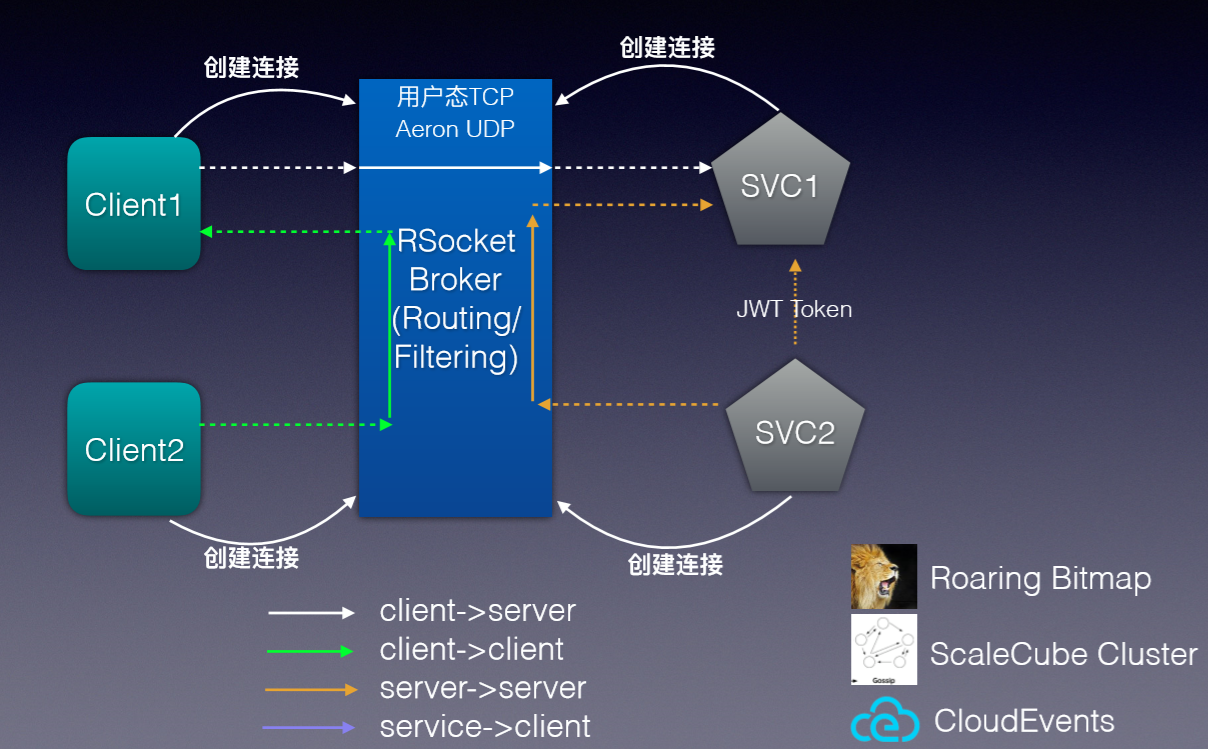 创建连接
创建连接
用户态TCP
Aeron UDP
Client1
SVC1
RSocket
Broker
(Routing/
Filtering)
JWT Token
Client2
SVC2
创建连接
创建连接
client->server
client->client
server->server
service->client
Roaring Bitmap
Gossip
ScaleCube Cluster
CloudEvents